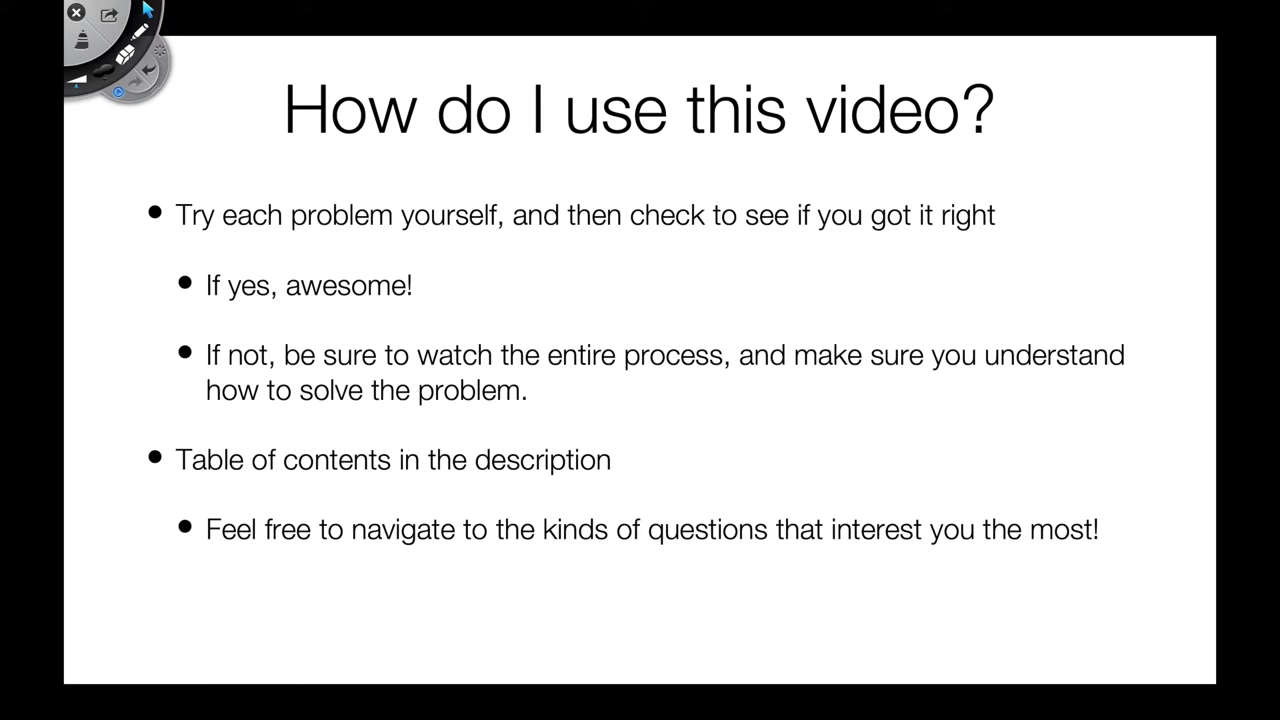 How do I use this video?
• Try each problem yourself, and then check to see if you got it right
• If yes, awesome!
• If not, be sure to watch the entire process, and make sure you understand
how to solve the problem.
• Table of contents in the description
• Feel free to navigate to the kinds of questions that interest you the most!